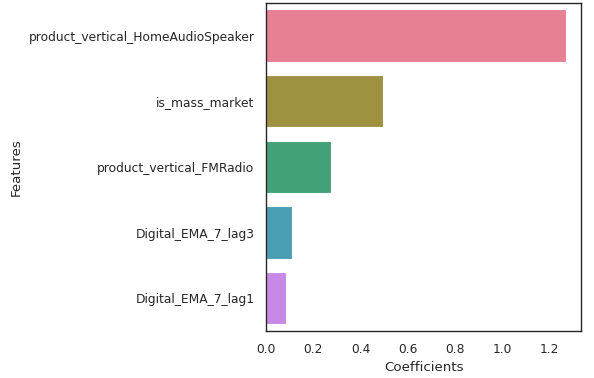 product_vertical_HomeAudioSpeaker
is_mass_market
product_vertical_FMRadio
Digital_EMA_7_lag3
Digital_EMA_7_lag1
Features
0.0 0.2 0.4 0.6 0.8 1.0 1.2
Coefficients